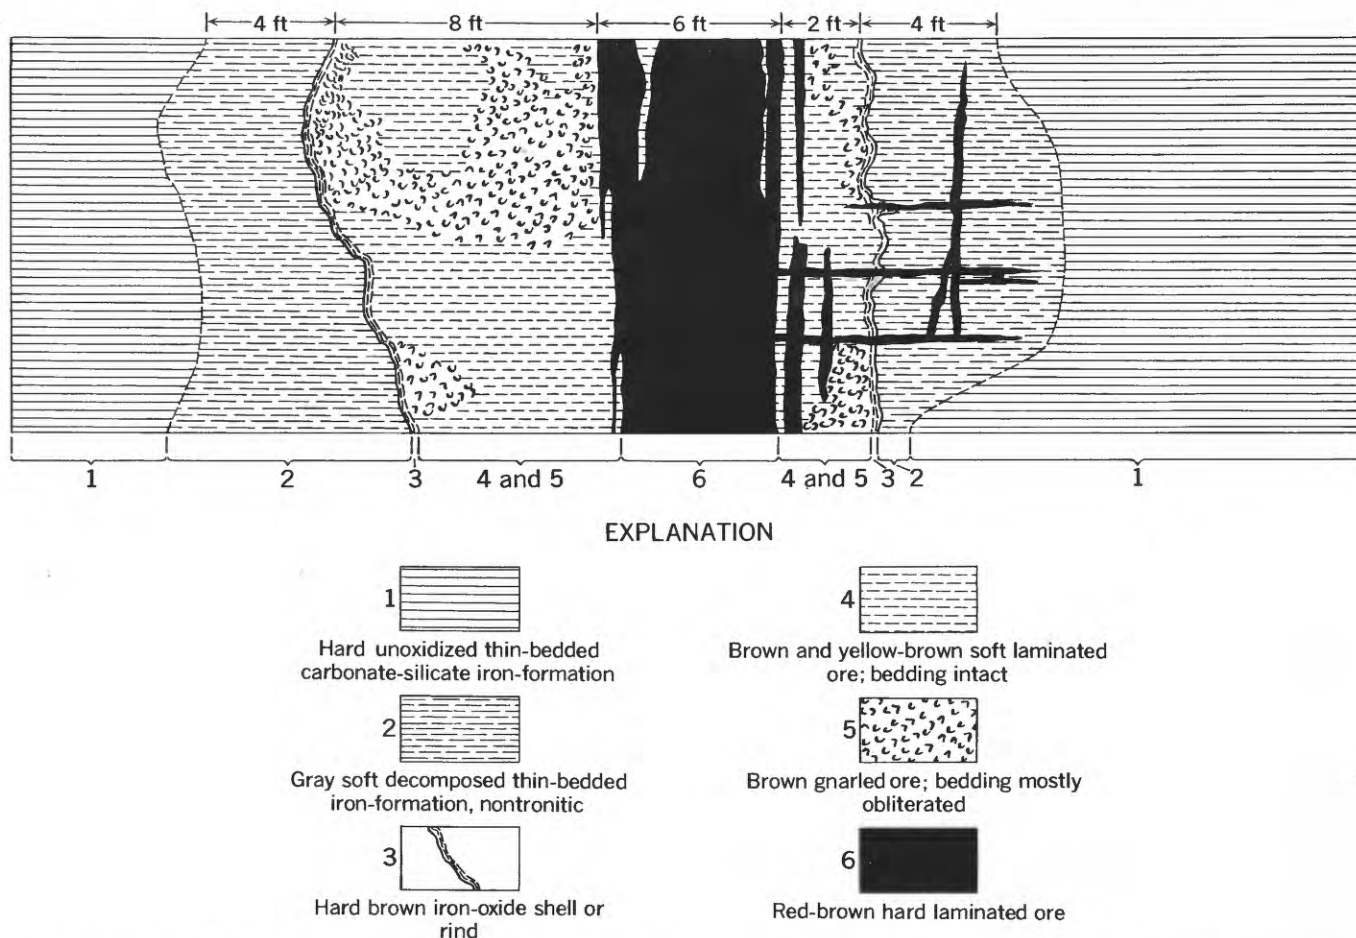 4 ft 8 ft 6 ft 2 ft 4 ft
1 2 3 4 and 5 6 4 and 5 3 2 1
EXPLANATION
1
Hard unoxidized thin-bedded
carbonate-silicate iron-formation
2
Gray soft decomposed thin-bedded
iron-formation, nontronitic
3
Hard brown iron-oxide shell or
rind
4
Brown and yellow-brown soft laminated
ore; bedding intact
5
Brown gnarled ore; bedding mostly
obliterated
6
Red-brown hard laminated ore